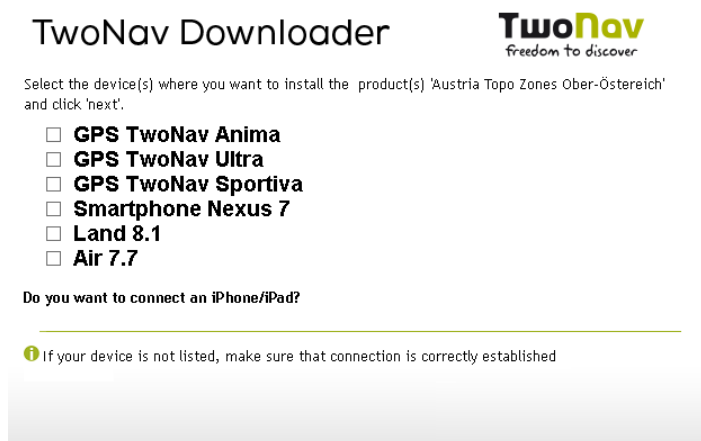 TwoNav Downloader
TwoNav
freedom to discover
Select the device(s) where you want to install the product(s) 'Austria Topo Zones Ober-Östereich'
and click 'next'.
GPS TwoNav Anima
GPS TwoNav Ultra
GPS TwoNav Sportiva
Smartphone Nexus 7
Land 8.1
Air 7.7
Do you want to connect an iPhone/iPad?
If your device is not listed, make sure that connection is correctly established